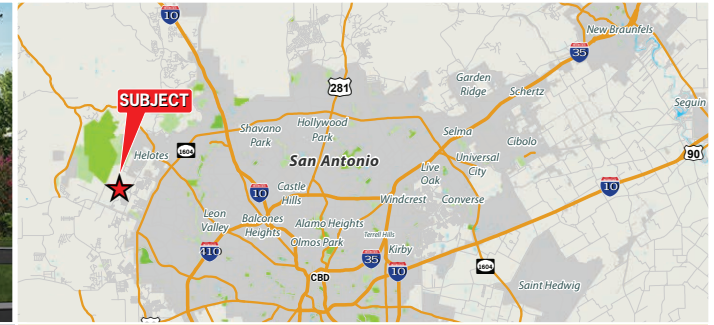 10
New Braunfels
35
281
Garden
Ridge
Schertz
SUBJECT
Seguin
Hollywood
Park
Shavano
Park
Selma
Cibolo
1604
Helotes
San Antonio
90
Universal
City
Live
Oak
10
10
Castle
Hills
Windcrest
Converse
Leon
Valley
Balcones
Heights
Alamo Heights
Terrell Hills
Olmos Park
Kirby
410
35
10
1604
CBD
Saint Hedwig